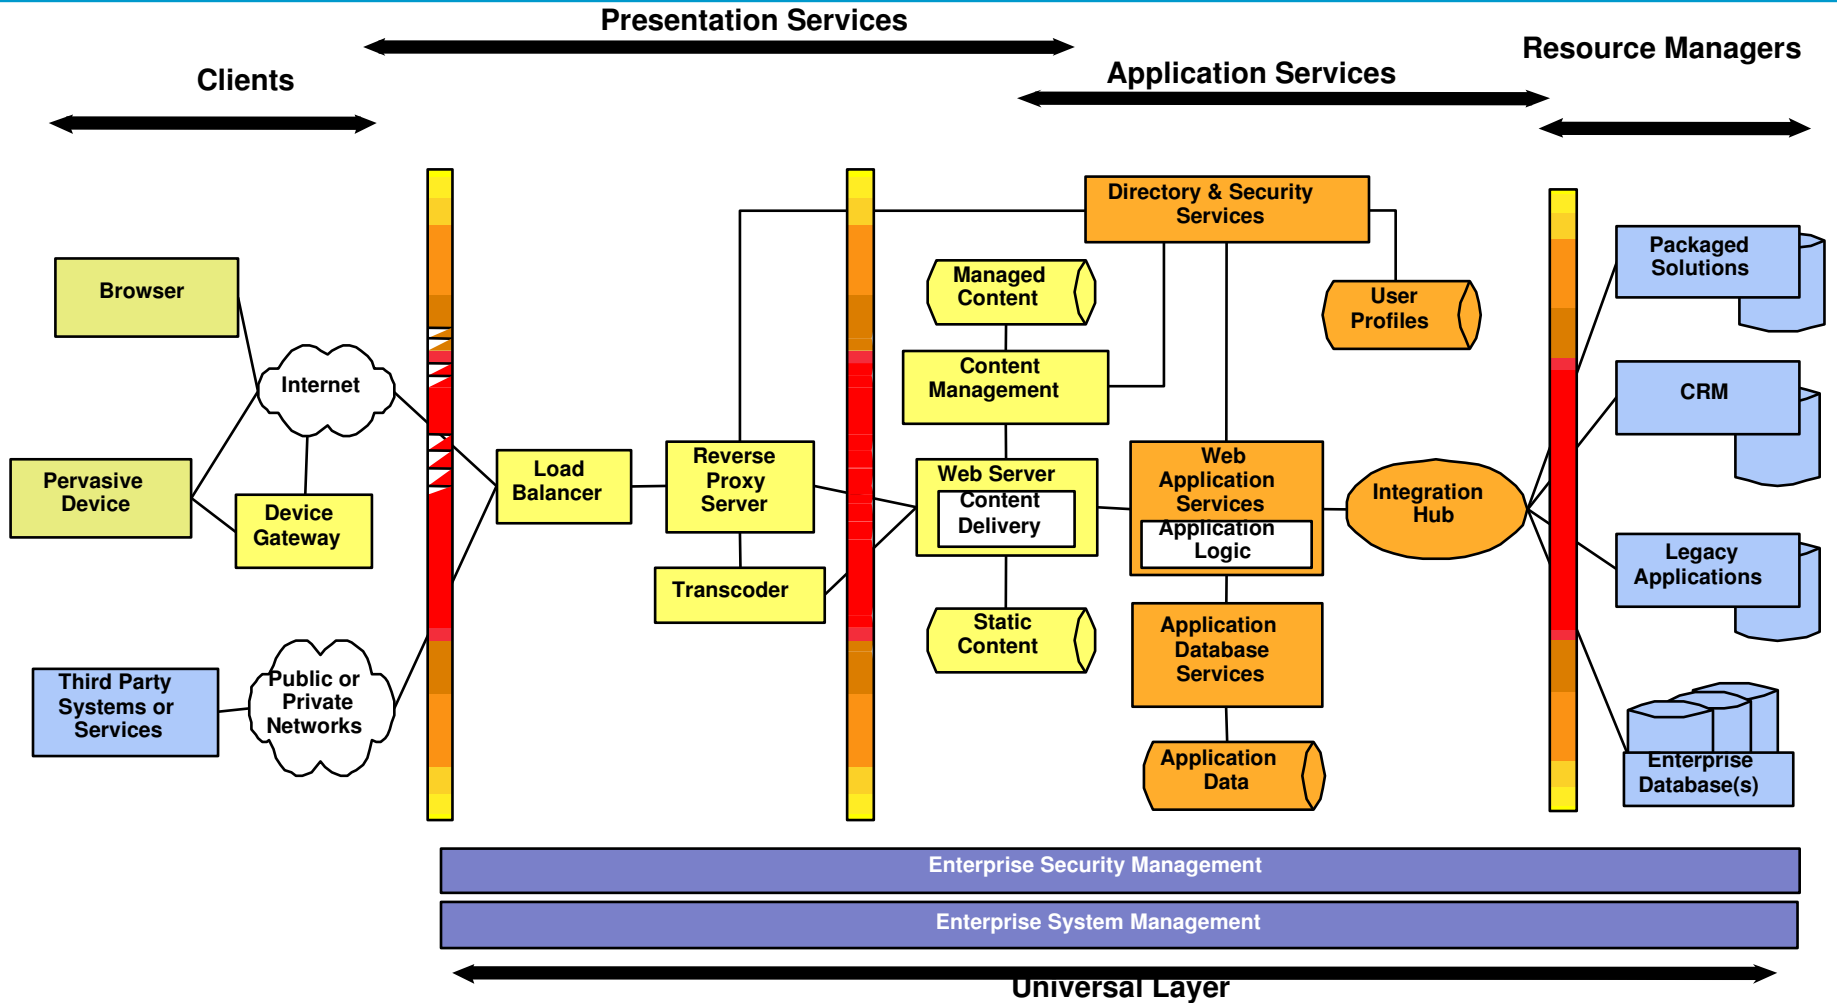 Presentation Services
Resource Managers
Clients
Application Services
Directory & Security
Services
Browser
Managed
Content
User
Profiles
Packaged
Solutions
Internet
Content
Management
CRM
Pervasive
Device
Device
Gateway
Load
Balancer
Reverse
Proxy
Server
Web Server
Content
Delivery
Web
Application
Services
Application
Logic
Integration
Hub
Legacy
Applications
Transcoder
Static
Content
Application
Database
Services
Third Party
Systems or
Services
Public or
Private
Networks
Application
Data
Enterprise
Database(s)
Enterprise Security Management
Enterprise System Management
Universal Layer